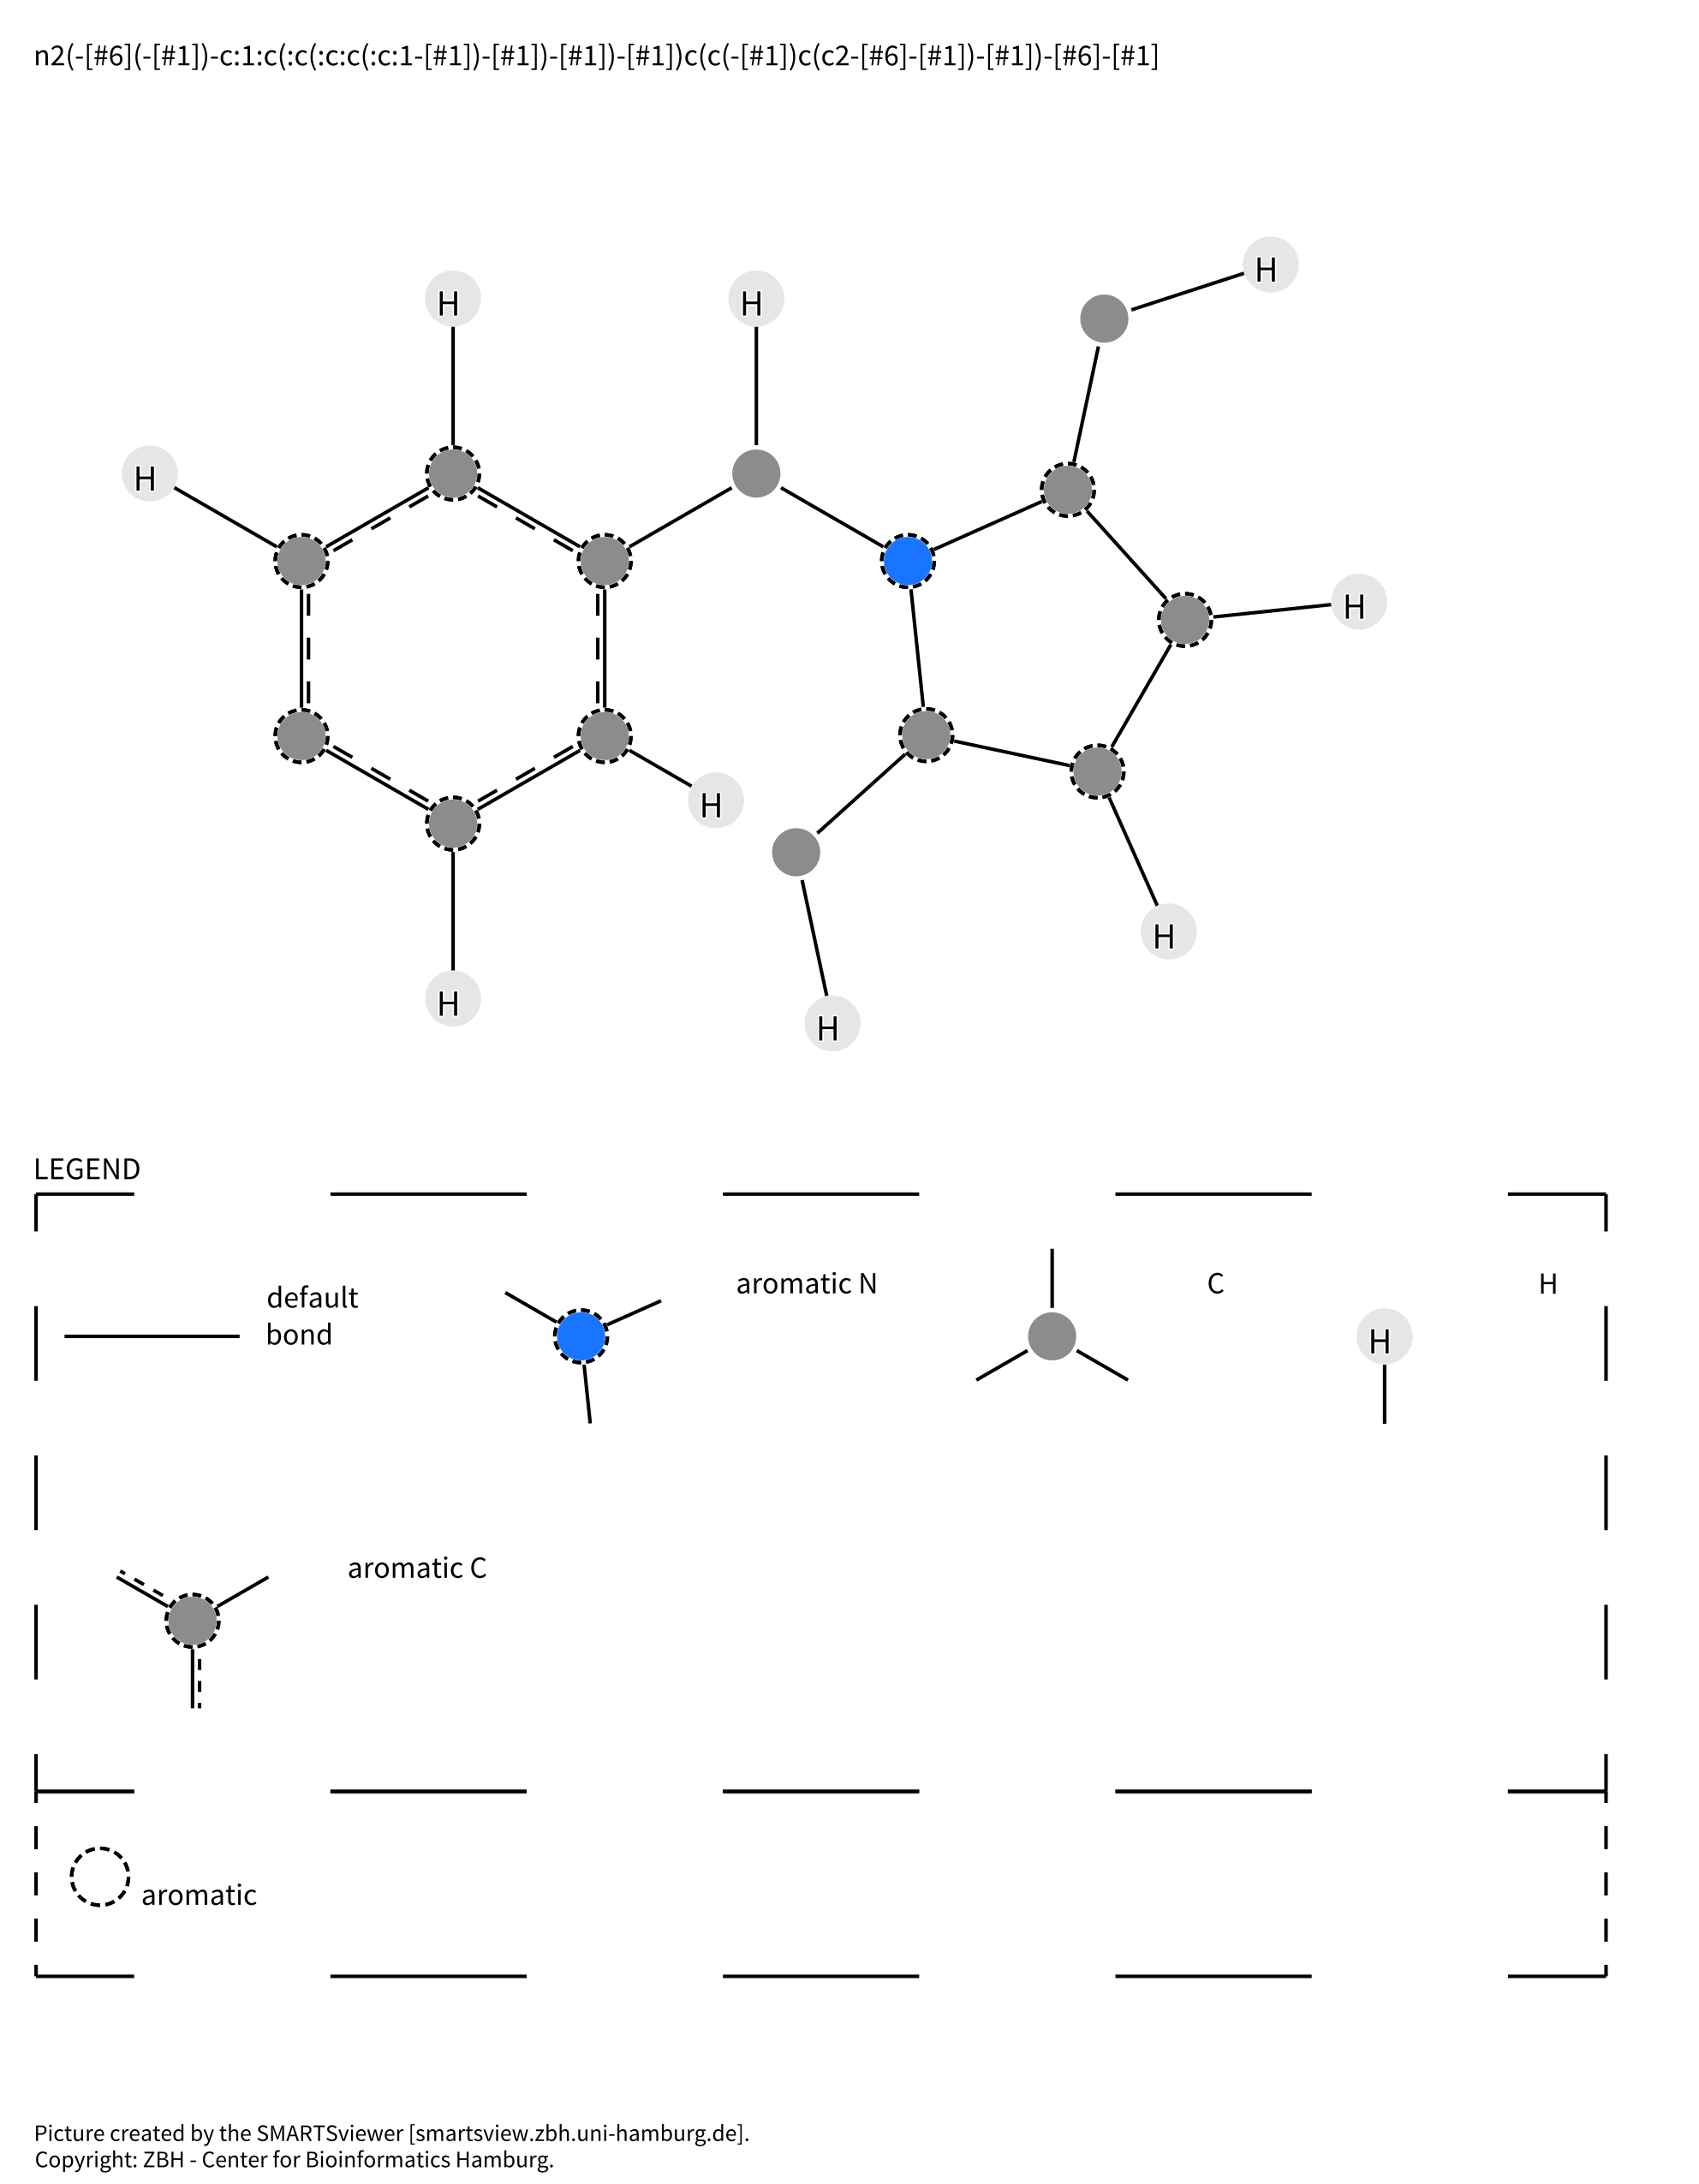 n2(-[#6](-[#1])-c:1:c(:c(:c:c(:c:1-[#1])-[#1])-[#1])-[#1])c(c(-[#1])c(c2-[#6]-[#1])-[#1])-[#6]-[#1]
H
H
H
H
H
H
H
H
H
H
LEGEND
default
bond
aromatic N
C
H
H
aromatic C
aromatic
Picture created by the SMARTSviewer [smartsview.zbh.uni-hamburg.de].
Copyright: ZBH - Center for Bioinformatics Hamburg.